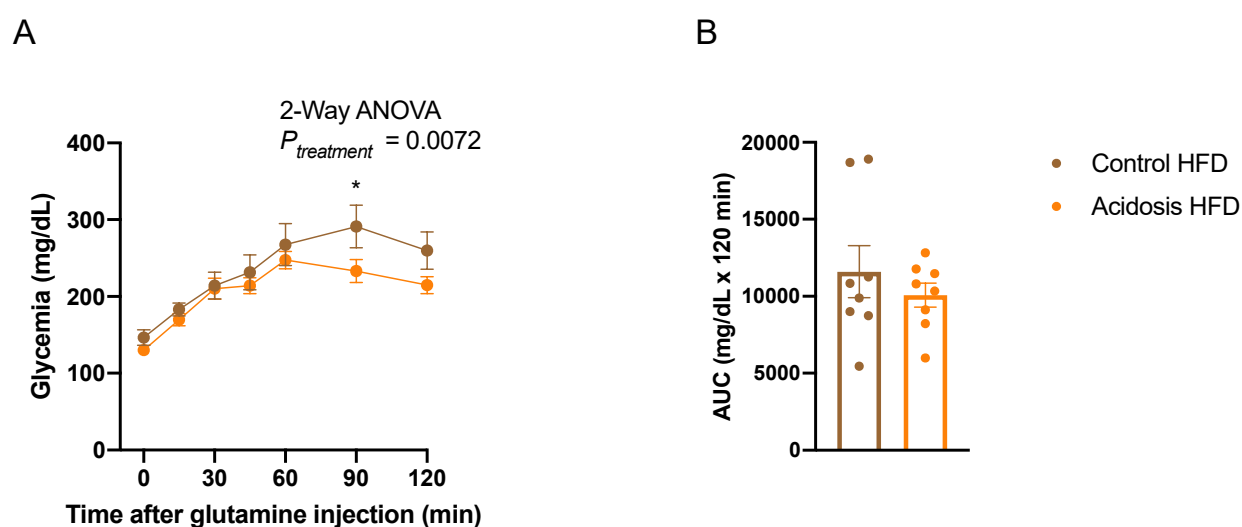 A
2-Way ANOVA
P treatment = 0.0072
*
400
300
200
100
0
Glycemia (mg/dL)
0 30 60 90 120
Time after glutamine injection (min)
B
20000
15000
10000
5000
0
AUC (mg/dL x 120 min)
Control HFD
Acidosis HFD